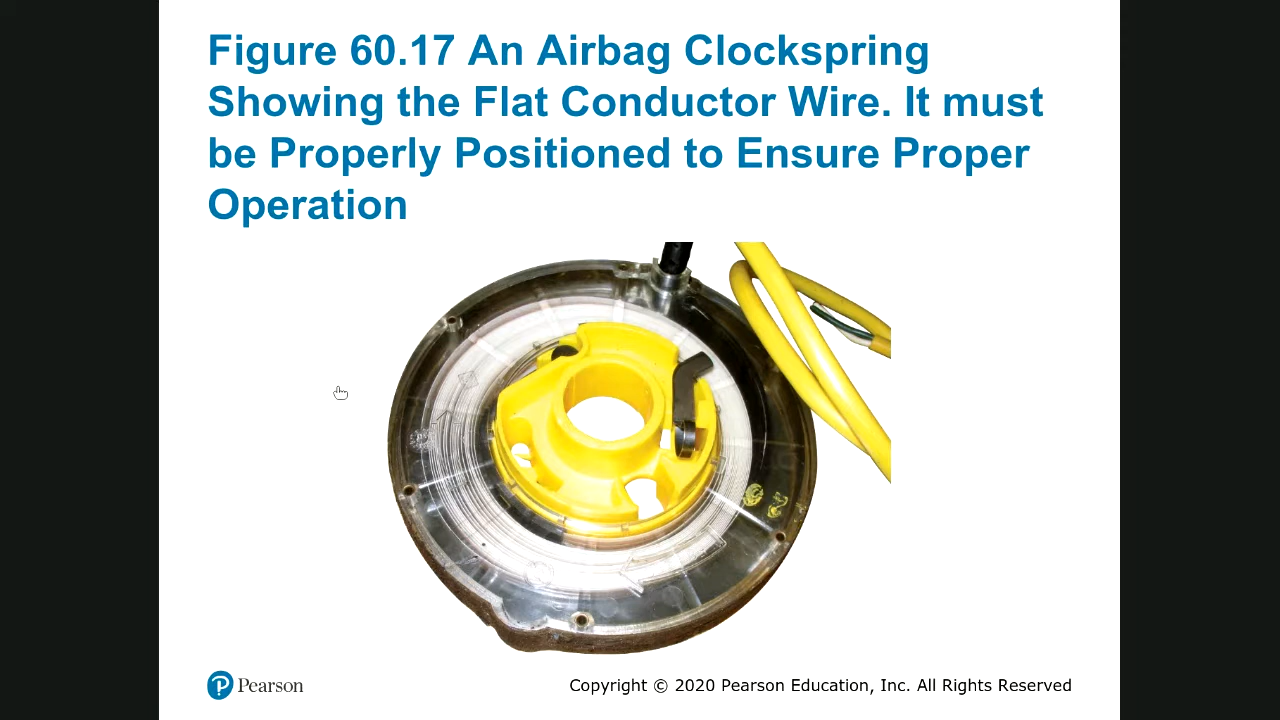 Figure 60.17 An Airbag Clockspring
Showing the Flat Conductor Wire. It must
be Properly Positioned to Ensure Proper
Operation
Pearson
Copyright © 2020 Pearson Education, Inc. All Rights Reserved